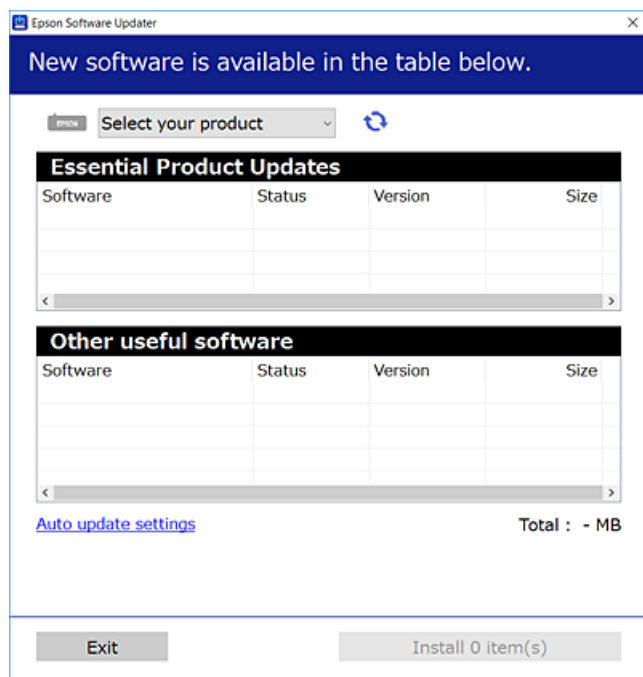 Epson Software Updater
New software is available in the table below.
EPSON Select your product
Essential Product Updates
Software Status Version Size
Other useful software
Software Status Version Size
Auto update settings Total : - MB
Exit Install 0 item(s)